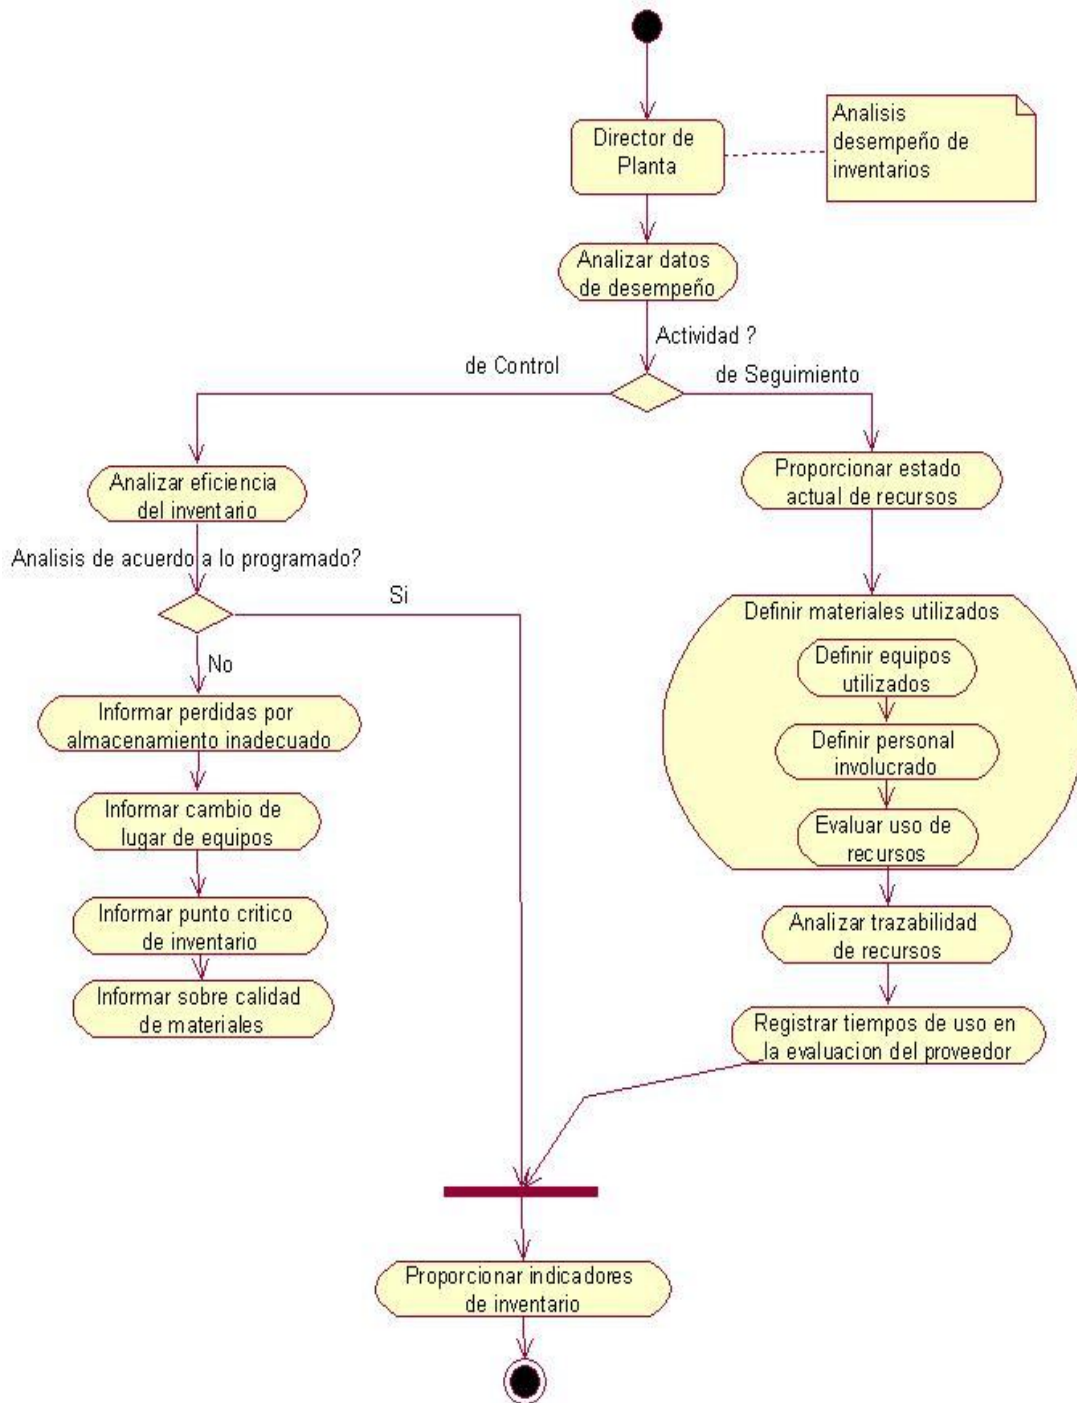 Director de
Planta
Analisis
desempeño de
inventarios
Analizar datos
de desempeño
Actividad ?
de Control
de Seguimiento
Analizar eficiencia
del inventario
Proporcionar estado
actual de recursos
Analisis de acuerdo a lo programado?
Si
No
Informar perdidas por
almacenamiento inadecuado
Informar cambio de
lugar de equipos
Informar punto critico
de inventario
Informar sobre calidad
de materiales
Definir materiales utilizados
Definir equipos
utilizados
Definir personal
involucrado
Evaluar uso de
recursos
Analizar trazabilidad
de recursos
Registrar tiempos de uso en
la evaluacion del proveedor
Proporcionar indicadores
de inventario